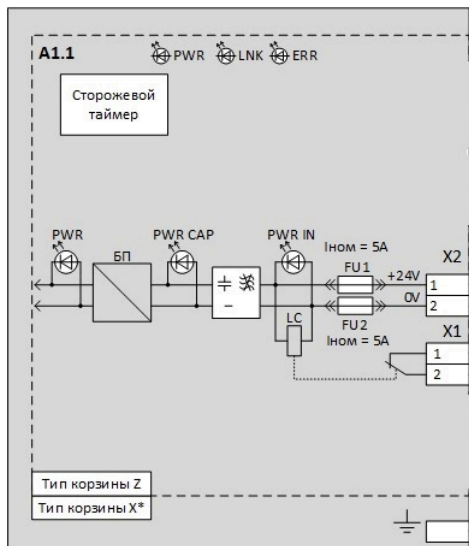 A1.1
PWR
LNK
ERR
Сторожевой
таймер
PWR
PWR CAP
PWR IN
Iном = 5A
БП
FU1
+24V
X2
1
0V
2
LC
FU2
Iном = 5A
X1
1
2
Тип корзины Z
Тип корзины X*